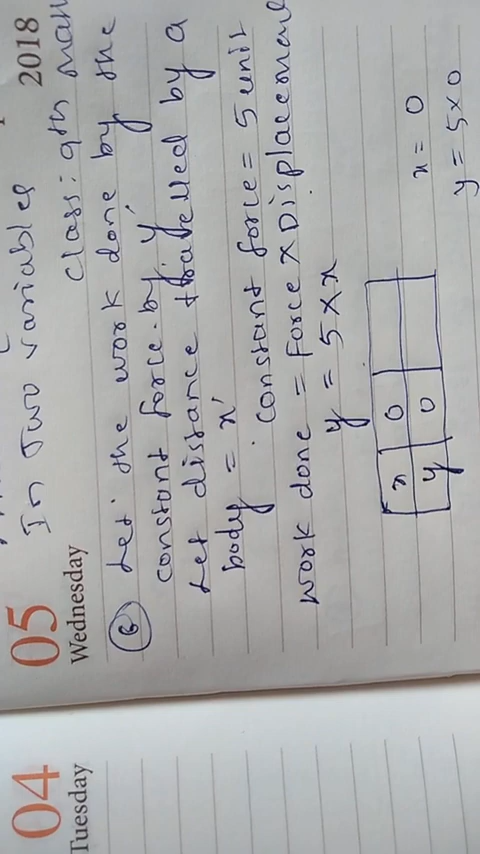 2018
In Two Variables
class: 9th
05
Wednesday
6 Let the work done by the
constant force by 'y'
Let distance travelled by a
body = 'x'
constant force = 5 unit
work done = Force x Displacement
y = 5 x x
x 0
y 0
x = 0
y = 5 x 0
04
Tuesday